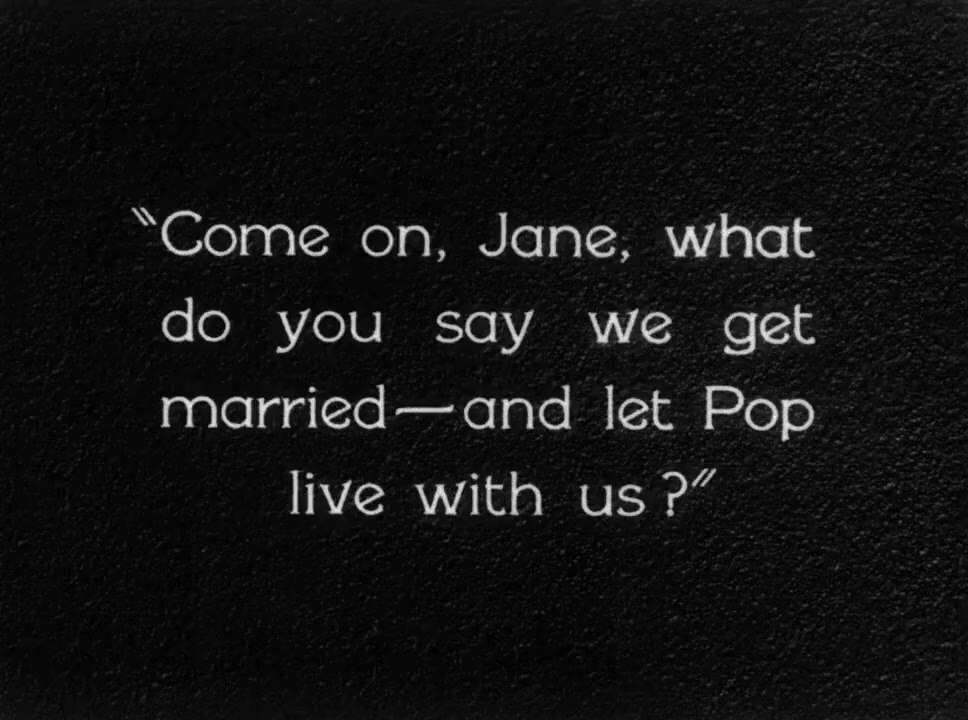 “Come on, Jane, what
do you say we get
married—and let Pop
live with us?”